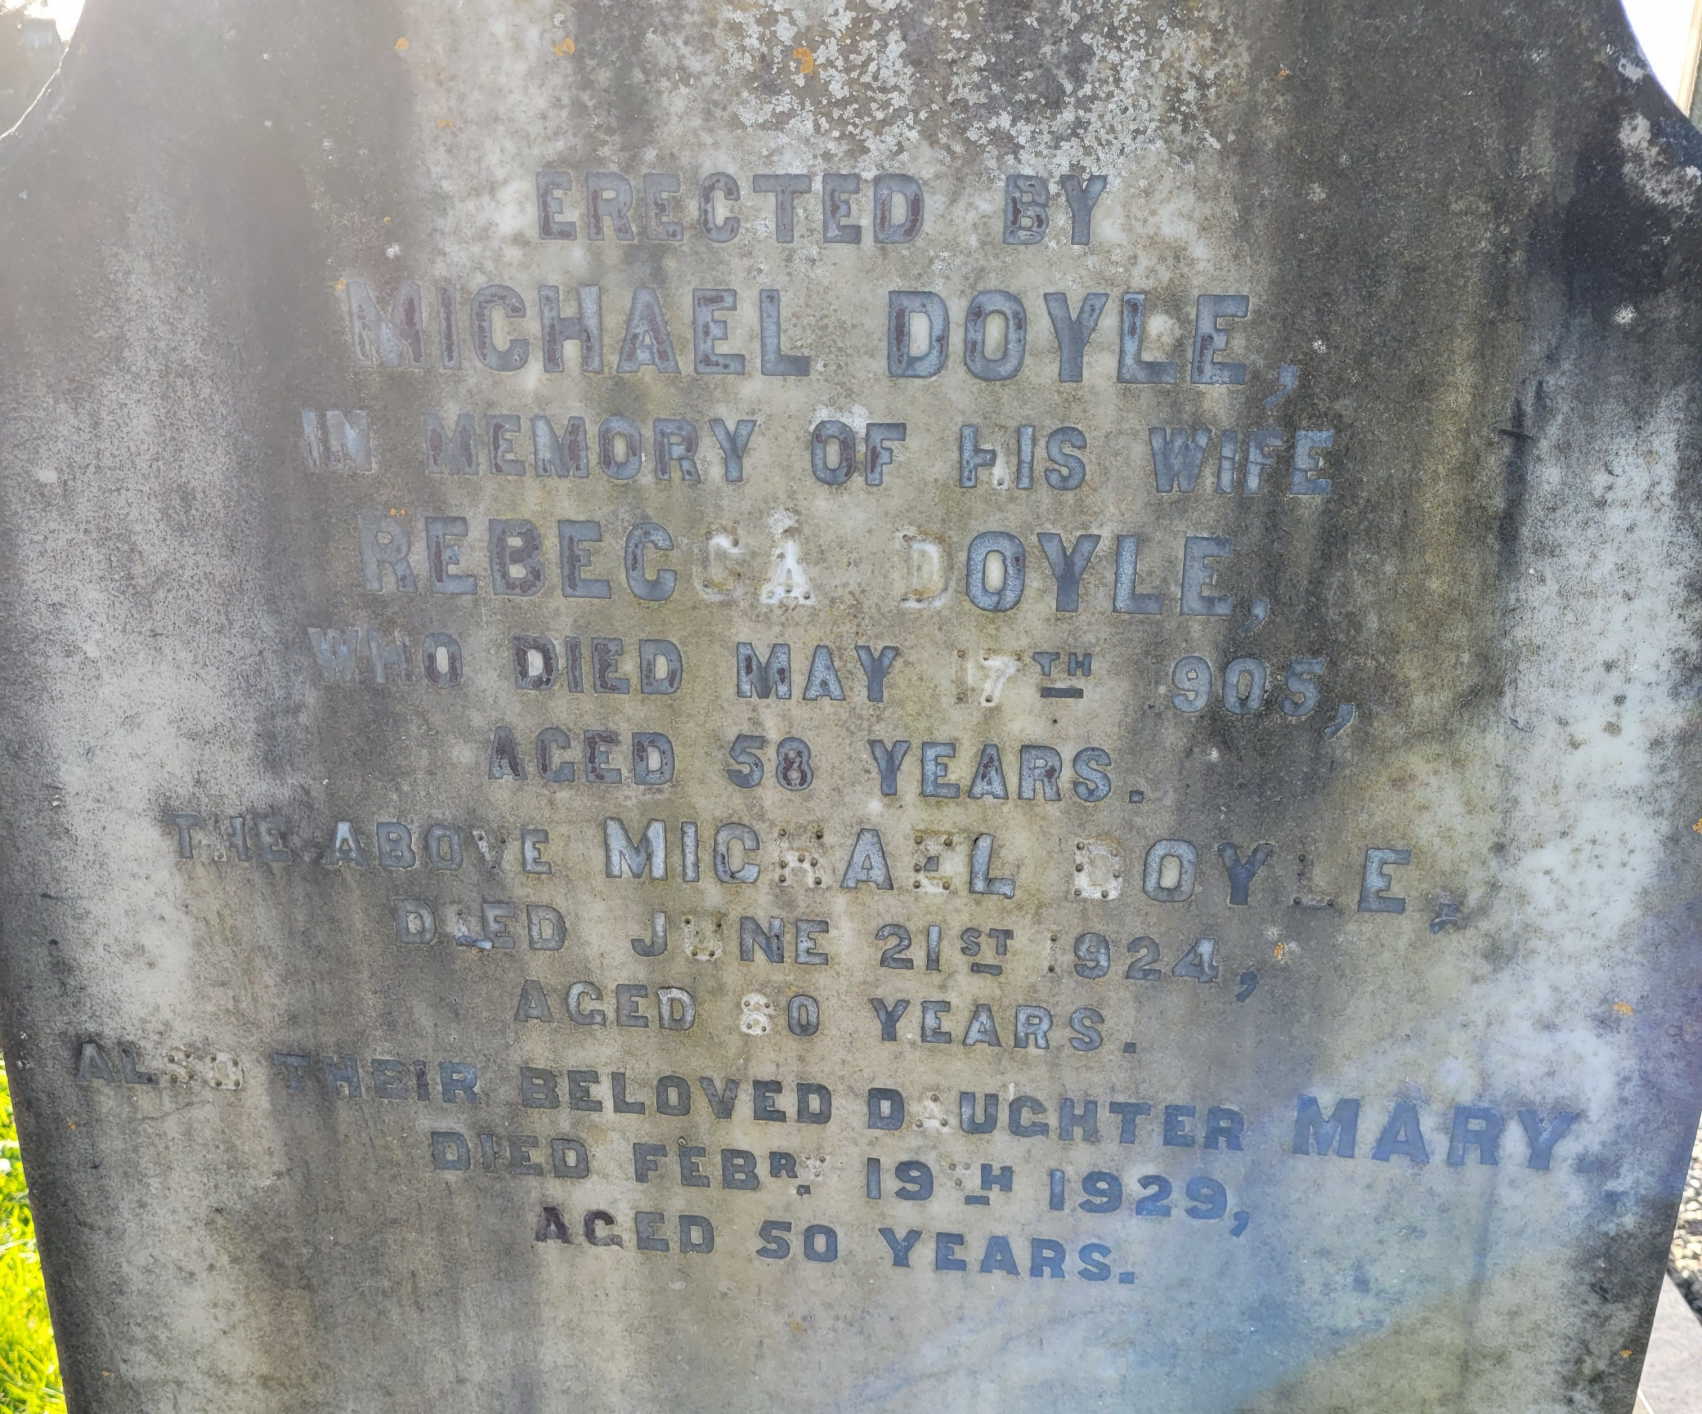 ERECTED BY
MICHAEL DOYLE,
IN MEMORY OF HIS WIFE
REBECCA DOYLE,
WHO DIED MAY 17TH 1905,
AGED 58 YEARS.
THE ABOVE MICHAEL DOYLE,
DIED JUNE 21ST 1924,
AGED 80 YEARS.
ALSO THEIR BELOVED DAUGHTER MARY.
DIED FEBR. 19TH 1929,
AGED 50 YEARS.